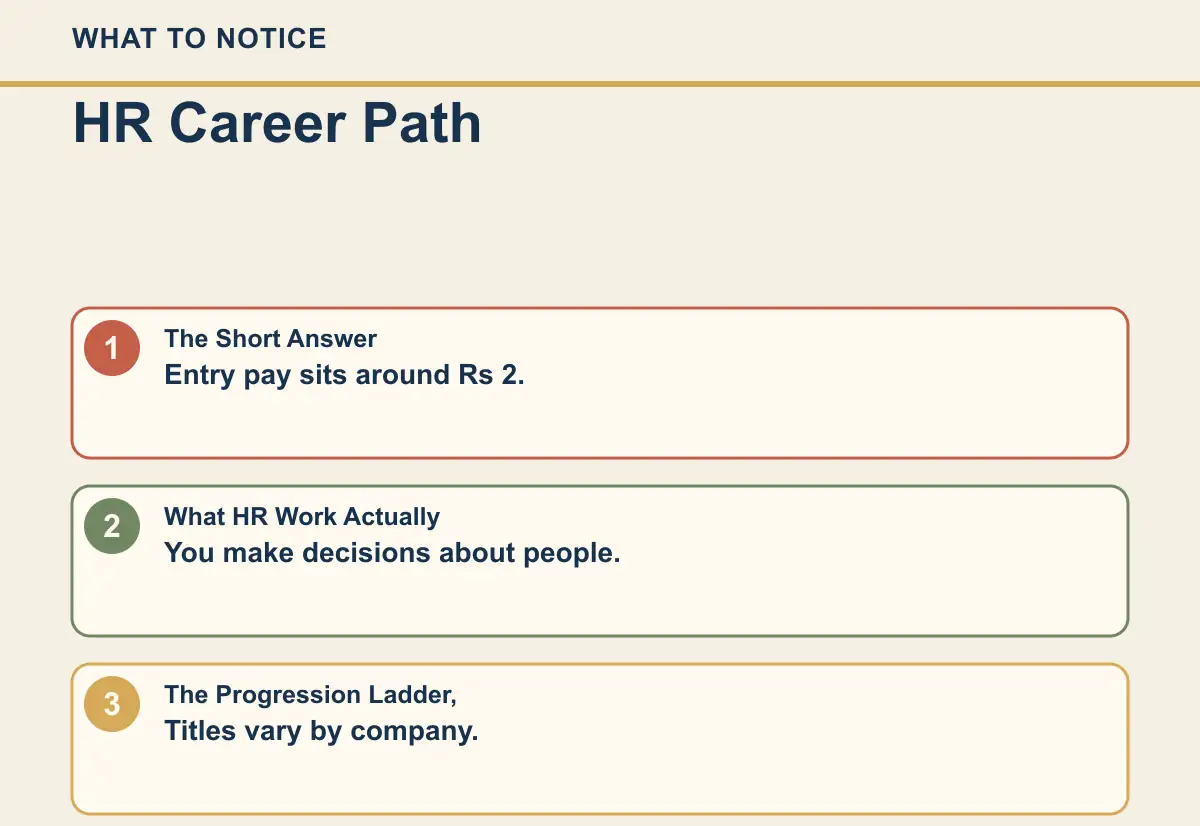 WHAT TO NOTICE
HR Career Path
1
The Short Answer
Entry pay sits around Rs 2.
2
What HR Work Actually
You make decisions about people.
3
The Progression Ladder,
Titles vary by company.